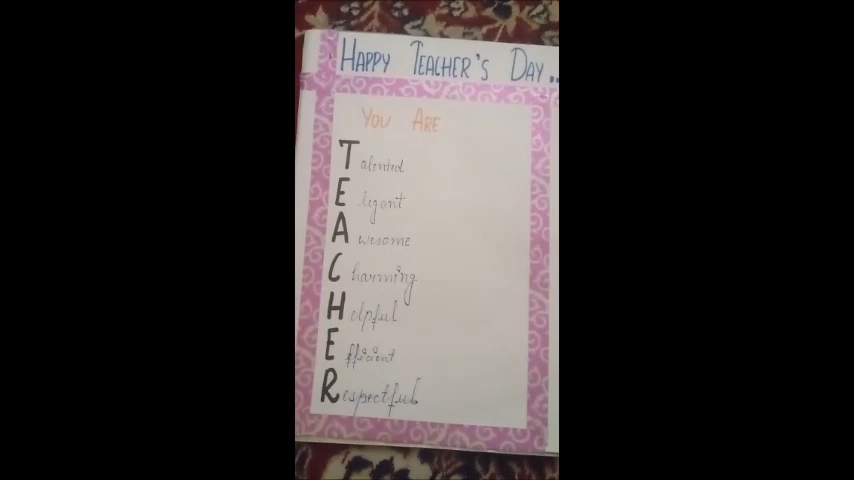 HAPPY TEACHER'S DAY..
YOU ARE
Talented
Elegant
Awesome
Charming
Helpful
Efficient
Respectful